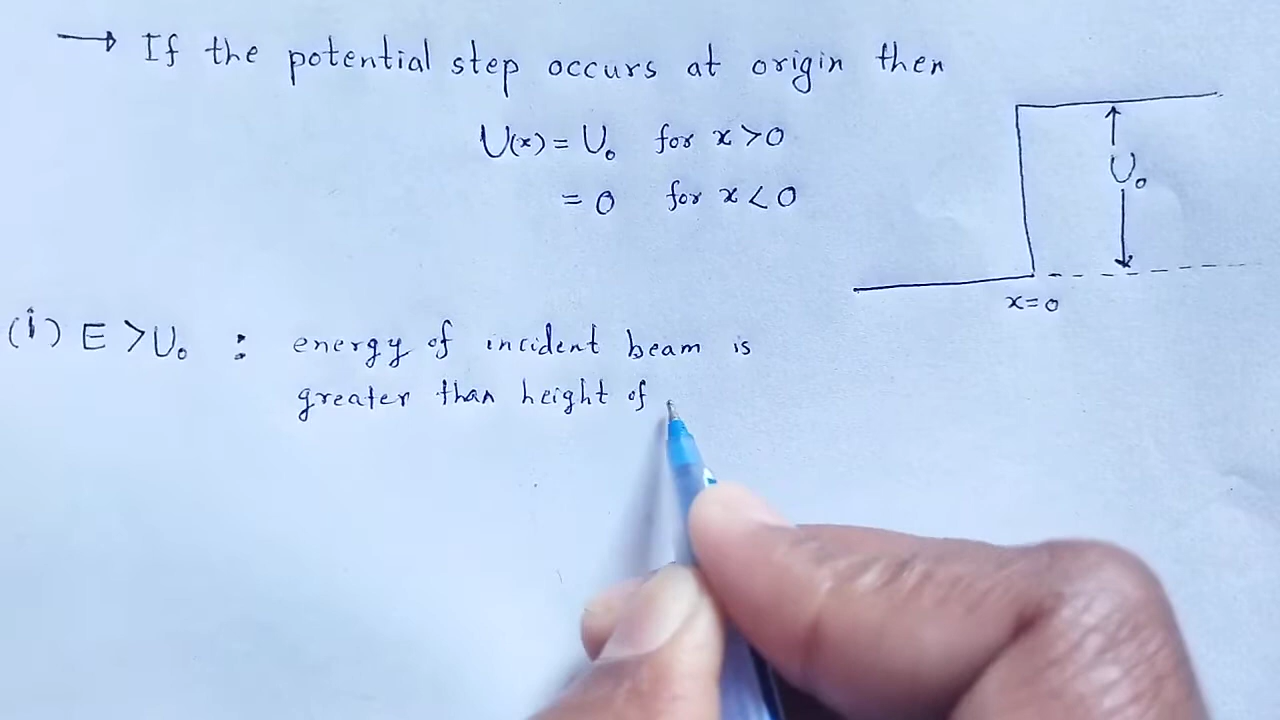 → If the potential step occurs at origin then
U(x) = U₀ for x > 0
= 0 for x < 0
U₀
x = 0
(i) E > U₀ : energy of incident beam is
greater than height of